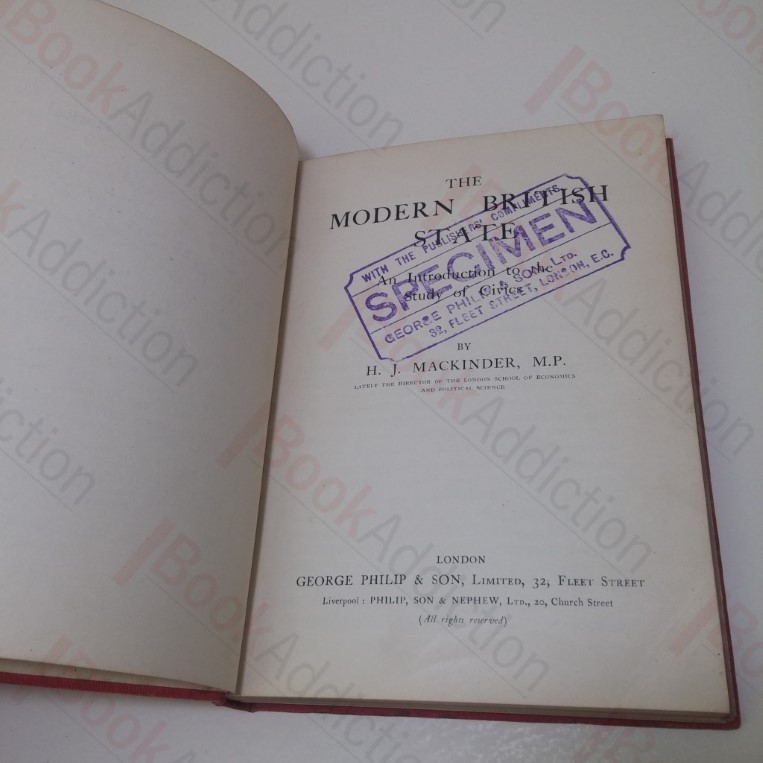 THE
MODERN BRITISH
STATE
An Introduction to the
Study of Civics
WITH THE PUBLISHERS' COMPLIMENTS
SPECIMEN
GEORGE PHILIP & SON, LTD.
32, FLEET STREET, LONDON, E.C.
BY
H. J. MACKINDER, M.P.
LATELY THE DIRECTOR OF THE LONDON SCHOOL OF ECONOMICS
AND POLITICAL SCIENCE
LONDON
GEORGE PHILIP & SON, LIMITED, 32, FLEET STREET
Liverpool : PHILIP, SON & NEPHEW, LTD., 20, Church Street
(All rights reserved)
BookAddiction